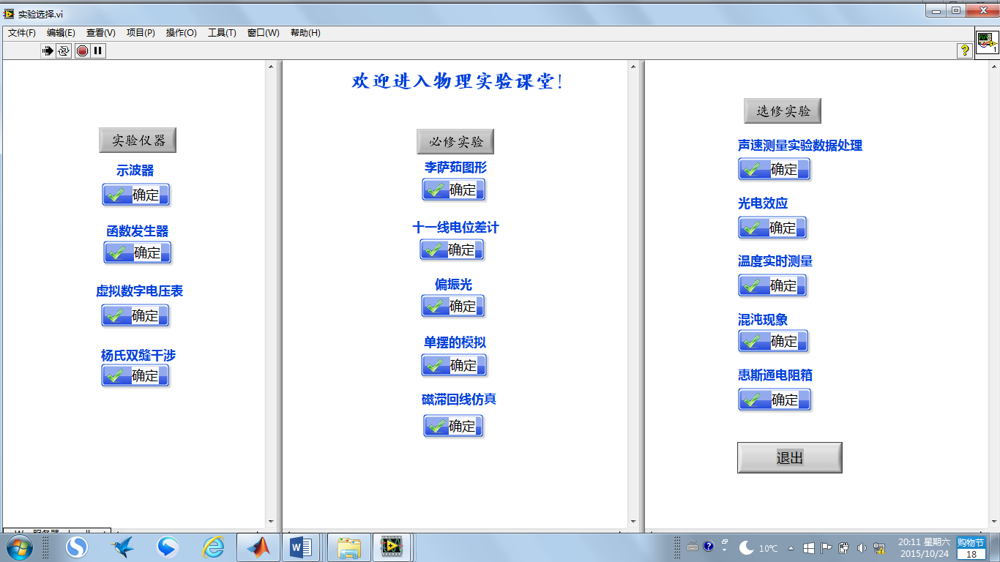 实验选择.vi
文件(F) 编辑(E) 查看(V) 项目(P) 操作(O) 工具(T) 窗口(W) 帮助(H)
1
实验仪器
示波器
确定
函数发生器
确定
虚拟数字电压表
确定
杨氏双缝干涉
确定
欢迎进入物理实验课堂!
必修实验
李萨茹图形
确定
十一线电位差计
确定
偏振光
确定
单摆的模拟
确定
磁滞回线仿真
确定
选修实验
声速测量实验数据处理
确定
光电效应
确定
温度实时测量
确定
混沌现象
确定
惠斯通电阻箱
确定
退出
10℃
20:11 星期六
2015/10/24
购物节
18